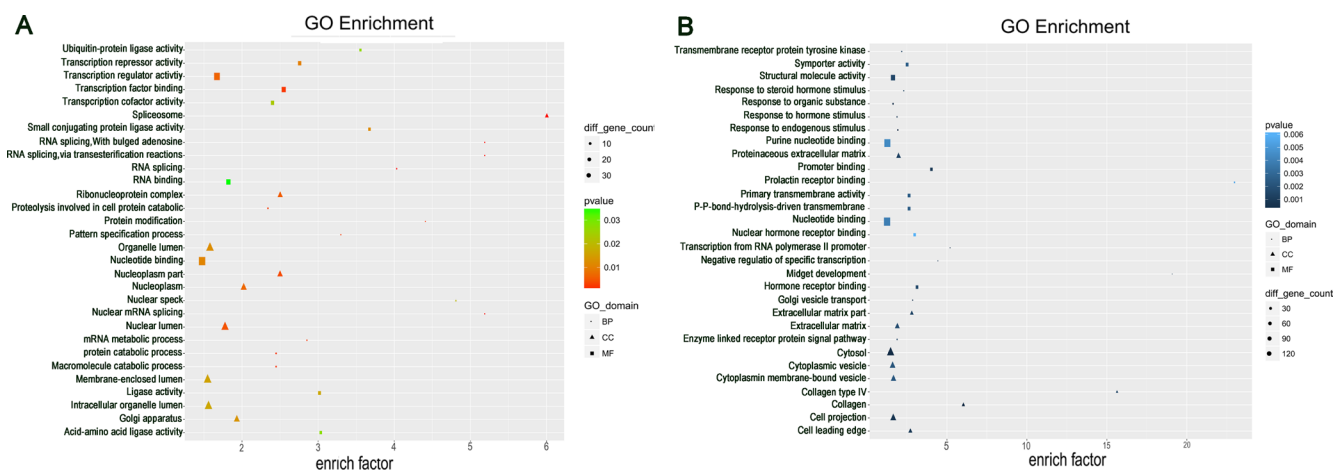 A
GO Enrichment
Ubiquitin-protein ligase activity
Transcription repressor activity
Transcription regulator activtiy
Transcription factor binding
Transpcription cofactor activity
Spliceosome
Small conjugating protein ligase activity
RNA splicing,With bulged adenosine
RNA splicing,via transesterification reactions
RNA splicing
RNA binding
Ribonucleoprotein complex
Proteolysis involved in cell protein catabolic
Protein modification
Pattern specification process
Organelle lumen
Nucleotide binding
Nucleoplasm part
Nucleoplasm
Nuclear speck
Nuclear mRNA splicing
Nuclear lumen
mRNA metabolic process
protein catabolic process
Macromolecule catabolic process
Membrane-enclosed lumen
Ligase activity
Intracellular organelle lumen
Golgi apparatus
Acid-amino acid ligase activity
2 3 4 5 6
enrich factor
diff_gene_count
10
20
30
pvalue
0.03
0.02
0.01
GO_domain
BP
CC
MF
B
GO Enrichment
Transmembrane receptor protein tyrosine kinase
Symporter activity
Structural molecule activity
Response to steroid hormone stimulus
Response to organic substance
Response to hormone stimulus
Response to endogenous stimulus
Purine nucleotide binding
Proteinaceous extracellular matrix
Promoter binding
Prolactin receptor binding
Primary transmembrane activity
P-P-bond-hydrolysis-driven transmembrane
Nucleotide binding
Nuclear hormone receptor binding
Transcription from RNA polymerase II promoter
Negative regulatio of specific transcription
Midget development
Hormone receptor binding
Golgi vesicle transport
Extracellular matrix part
Extracellular matrix
Enzyme linked receptor protein signal pathway
Cytosol
Cytoplasmic vesicle
Cytoplasmin membrane-bound vesicle
Collagen type IV
Collagen
Cell projection
Cell leading edge
5 10 15 20
enrich factor
pvalue
0.006
0.005
0.004
0.003
0.002
0.001
GO_domain
BP
CC
MF
diff_gene_count
30
60
90
120